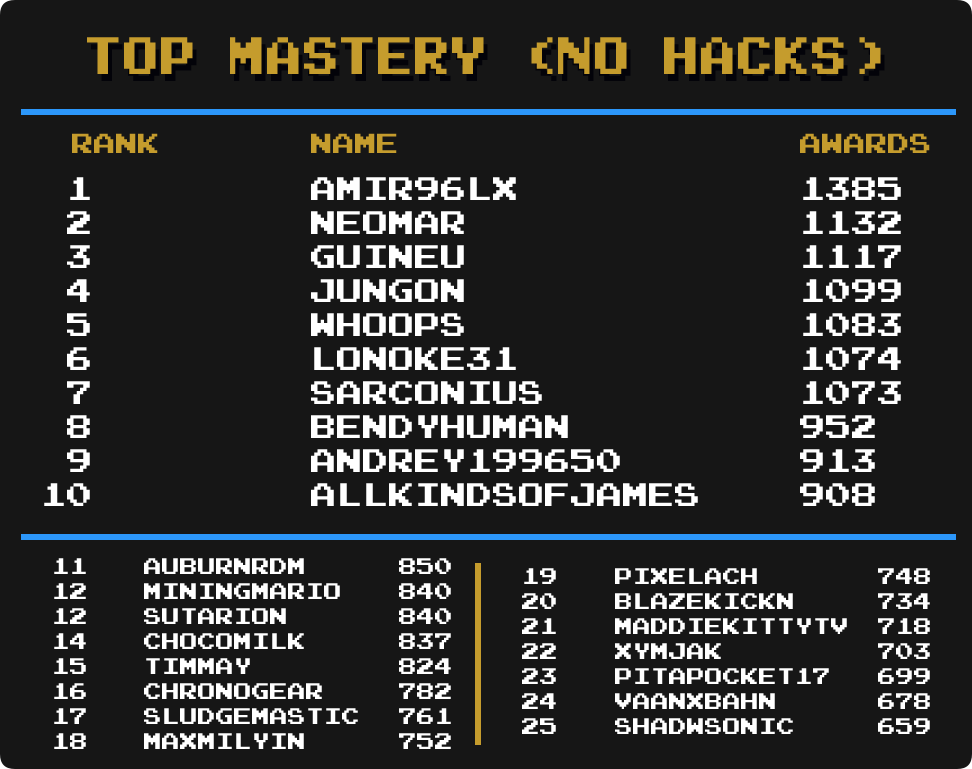 TOP MASTERY (NO HACKS)
RANK NAME AWARDS
1 AMIR96LX 1385
2 NEOMAR 1132
3 GUINEU 1117
4 JUNGON 1099
5 WHOOPS 1083
6 LONOKE31 1074
7 SARCONIUS 1073
8 BENDYHUMAN 952
9 ANDREY199650 913
10 ALLKINDSOFJAMES 908
11 AUBURNRDM 850
12 MININGMARIO 840
12 SUTARION 840
14 CHOCOMILK 837
15 TIMMAY 824
16 CHRONOGEAR 782
17 SLUDGEMASTIC 761
18 MAXMILYIN 752
19 PIXELACH 748
20 BLAZEKICKN 734
21 MADDIEKITTYTV 718
22 XYMJAK 703
23 PITAPOCKET17 699
24 VAANXBAHN 678
25 SHADWSONIC 659